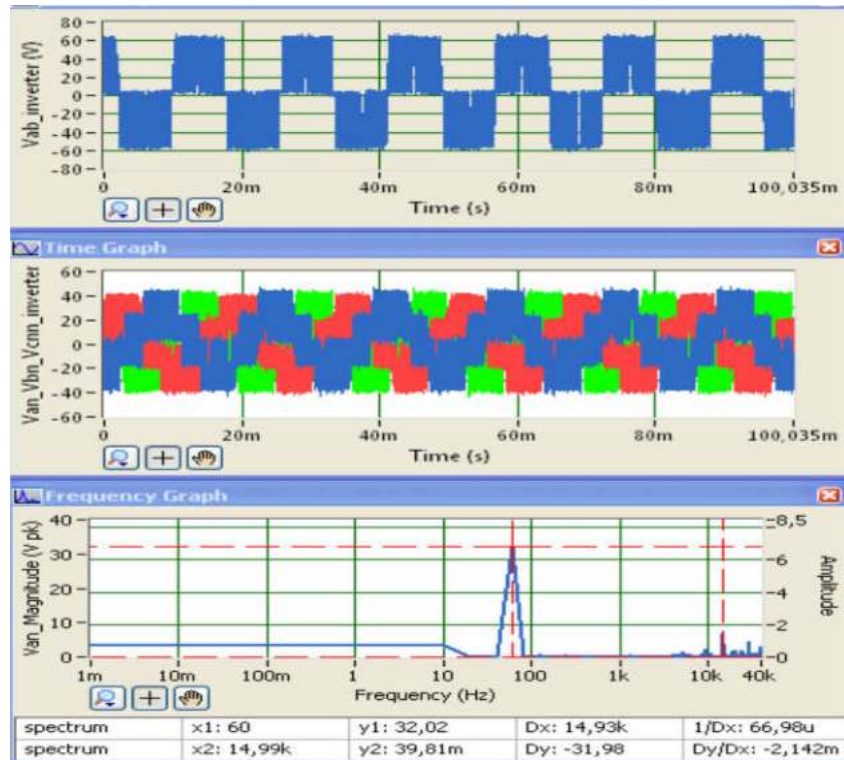 Vab_inverter (V)
80
60
40
20
0
-20
-40
-60
-80
0 20m 40m 60m 80m 100,035m
Time (s)
Time Graph
Van_Vbn_Vcnn_inverter
60
40
20
0
-20
-40
-60
0 20m 40m 60m 80m 100,035m
Time (s)
Frequency Graph
Van_Magnitude (V pk)
40
30
20
10
0
8,5
6
4
2
0
Amplitude
1m 10m 100m 1 10 100 1k 10k 40k
Frequency (Hz)
spectrum x1: 60 y1: 32,02 Dx: 14,93k 1/Dx: 66,98u
spectrum x2: 14,99k y2: 39,81m Dy: -31,98 Dy/Dx: -2,142m